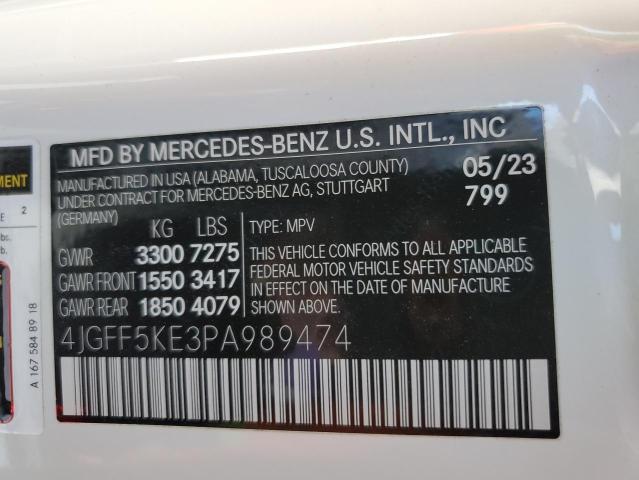 MFD BY MERCEDES-BENZ U.S. INTL., INC
MANUFACTURED IN USA (ALABAMA, TUSCALOOSA COUNTY)
UNDER CONTRACT FOR MERCEDES-BENZ AG, STUTTGART
(GERMANY)
05/23
799
KG LBS
GVWR 3300 7275
GAWR FRONT 1550 3417
GAWR REAR 1850 4079
TYPE: MPV
THIS VEHICLE CONFORMS TO ALL APPLICABLE
FEDERAL MOTOR VEHICLE SAFETY STANDARDS
IN EFFECT ON THE DATE OF MANUFACTURE
SHOWN ABOVE.
4JGFF5KE3PA989474
2
A 167 584 89 18